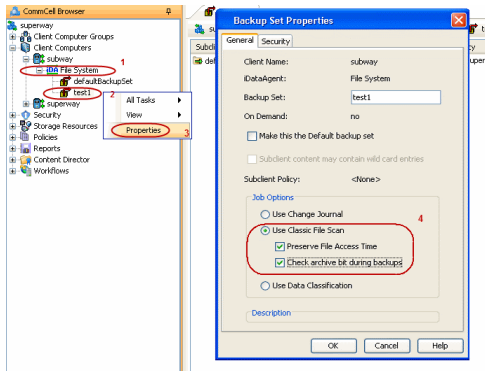 CommCell Browser
superway
Client Computer Groups
Client Computers
subway
1
iDA File System
defaultBackupSet
test1
2
superway
Security
Storage Resources
Policies
Reports
Content Director
Workflows
All Tasks
View
Properties
3
Backup Set Properties
General
Security
Client Name:
subway
iDataAgent:
File System
Backup Set:
test1
On Demand:
no
Make this the Default backup set
Subclient content may contain wild card entries
Subclient Policy:
<None>
Job Options
Use Change Journal
4
Use Classic File Scan
Preserve File Access Time
Check archive bit during backups
Use Data Classification
Description
OK
Cancel
Help